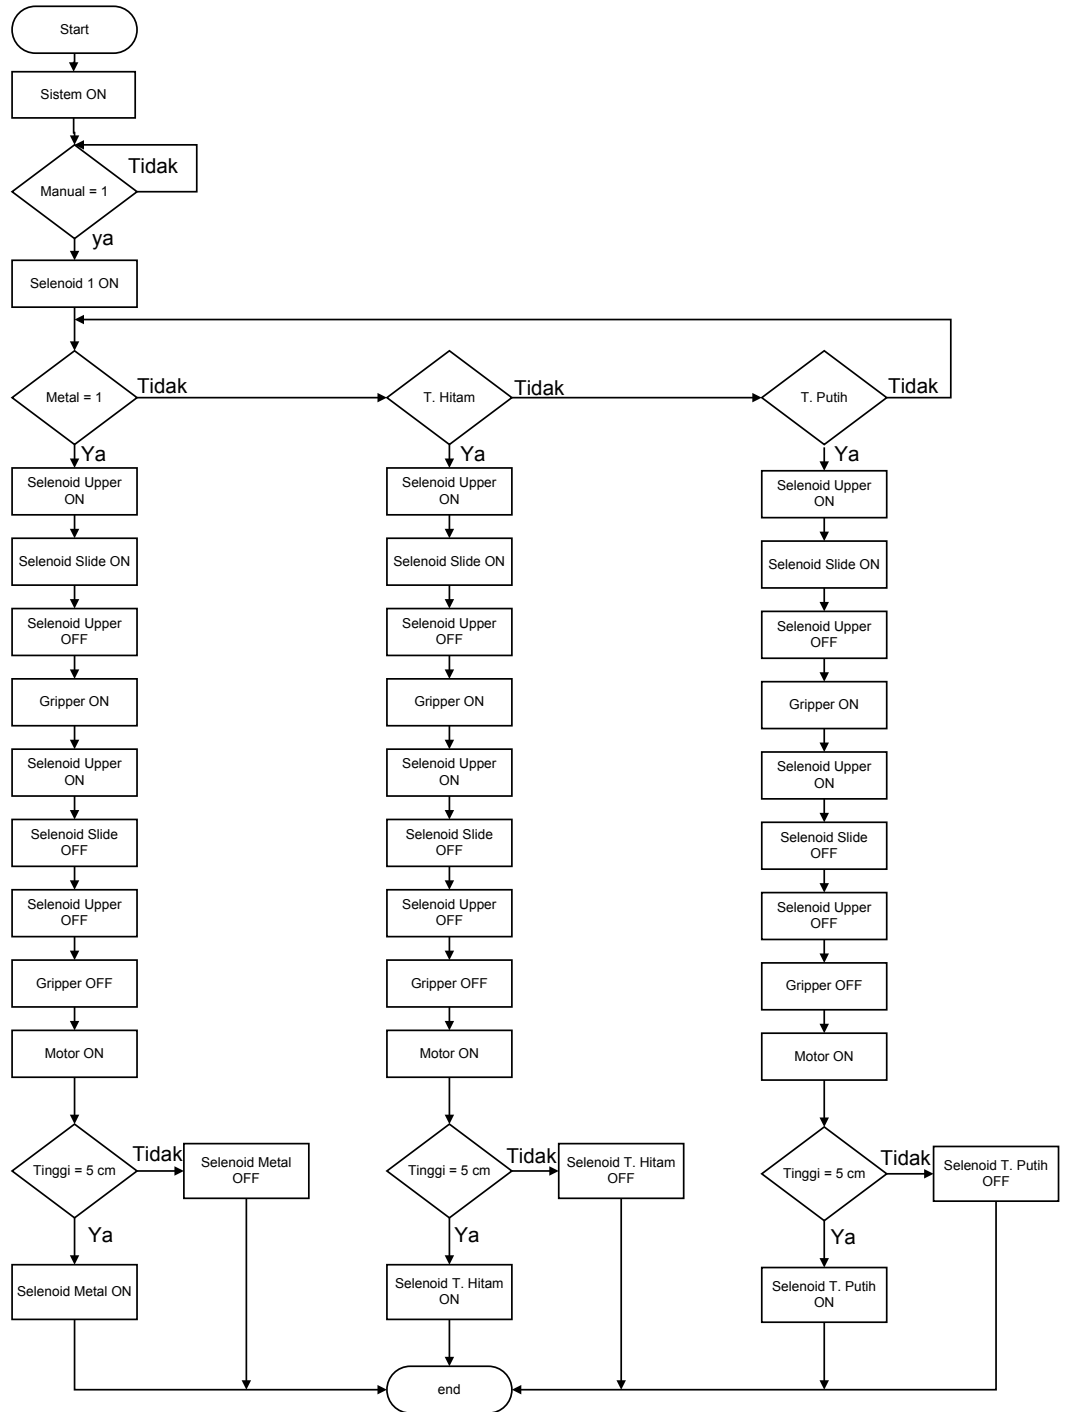 Start
Sistem ON
Tidak
Manual = 1
ya
Selenoid 1 ON
Metal = 1
Tidak
T. Hitam
Tidak
T. Putih
Tidak
Ya
Selenoid Upper
ON
Selenoid Slide ON
Selenoid Upper
OFF
Gripper ON
Selenoid Upper
ON
Selenoid Slide
OFF
Selenoid Upper
OFF
Gripper OFF
Motor ON
Tinggi = 5 cm
Tidak
Selenoid Metal
OFF
Ya
Selenoid Metal ON
Ya
Selenoid Upper
ON
Selenoid Slide ON
Selenoid Upper
OFF
Gripper ON
Selenoid Upper
ON
Selenoid Slide
OFF
Selenoid Upper
OFF
Gripper OFF
Motor ON
Tinggi = 5 cm
Tidak
Selenoid T. Hitam
OFF
Ya
Selenoid T. Hitam
ON
Ya
Selenoid Upper
ON
Selenoid Slide ON
Selenoid Upper
OFF
Gripper ON
Selenoid Upper
ON
Selenoid Slide
OFF
Selenoid Upper
OFF
Gripper OFF
Motor ON
Tinggi = 5 cm
Tidak
Selenoid T. Putih
OFF
Ya
Selenoid T. Putih
ON
end